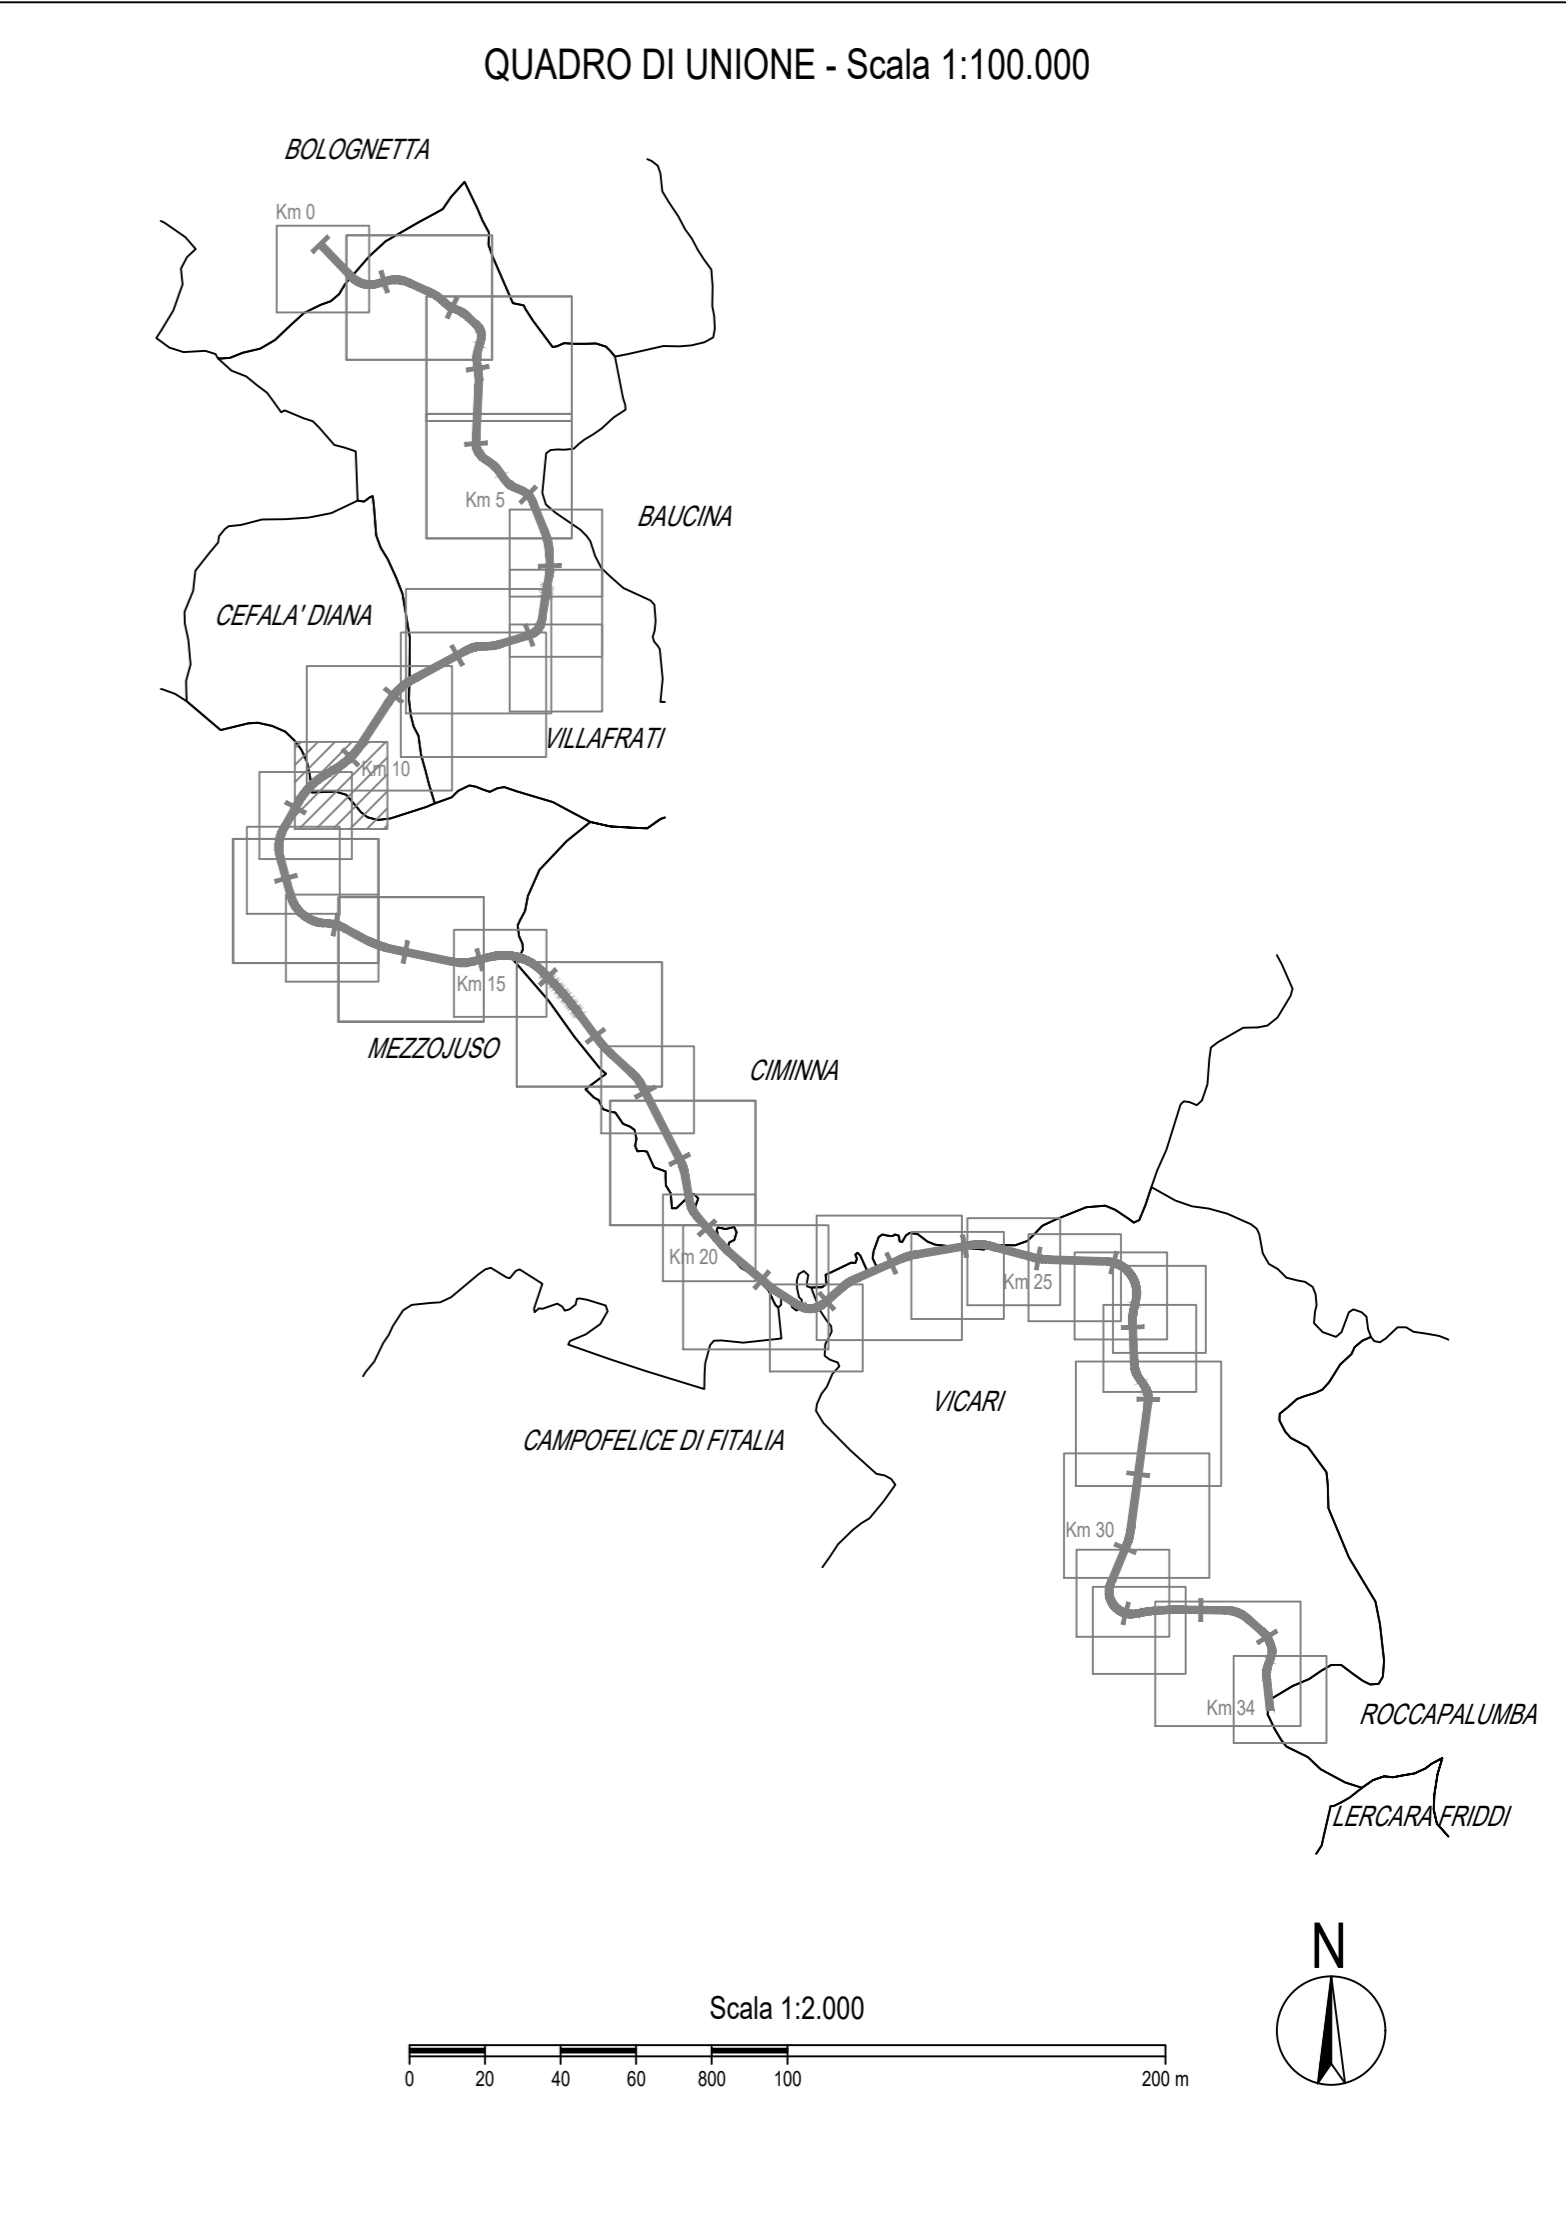 QUADRO DI UNIONE - Scala 1:100.000
BOLOGNETTA
Km 0
Km 5
BAUCINA
CEFALA' DIANA
VILLAFRATI
Km 10
Km 15
MEZZOJUSO
CIMINNA
Km 20
Km 25
VICARI
CAMPOFELICE DI FITALIA
Km 30
Km 34
ROCCAPALUMBA
LERCARA FRIDDI
N
Scala 1:2.000
0 20 40 60 800 100 200 m